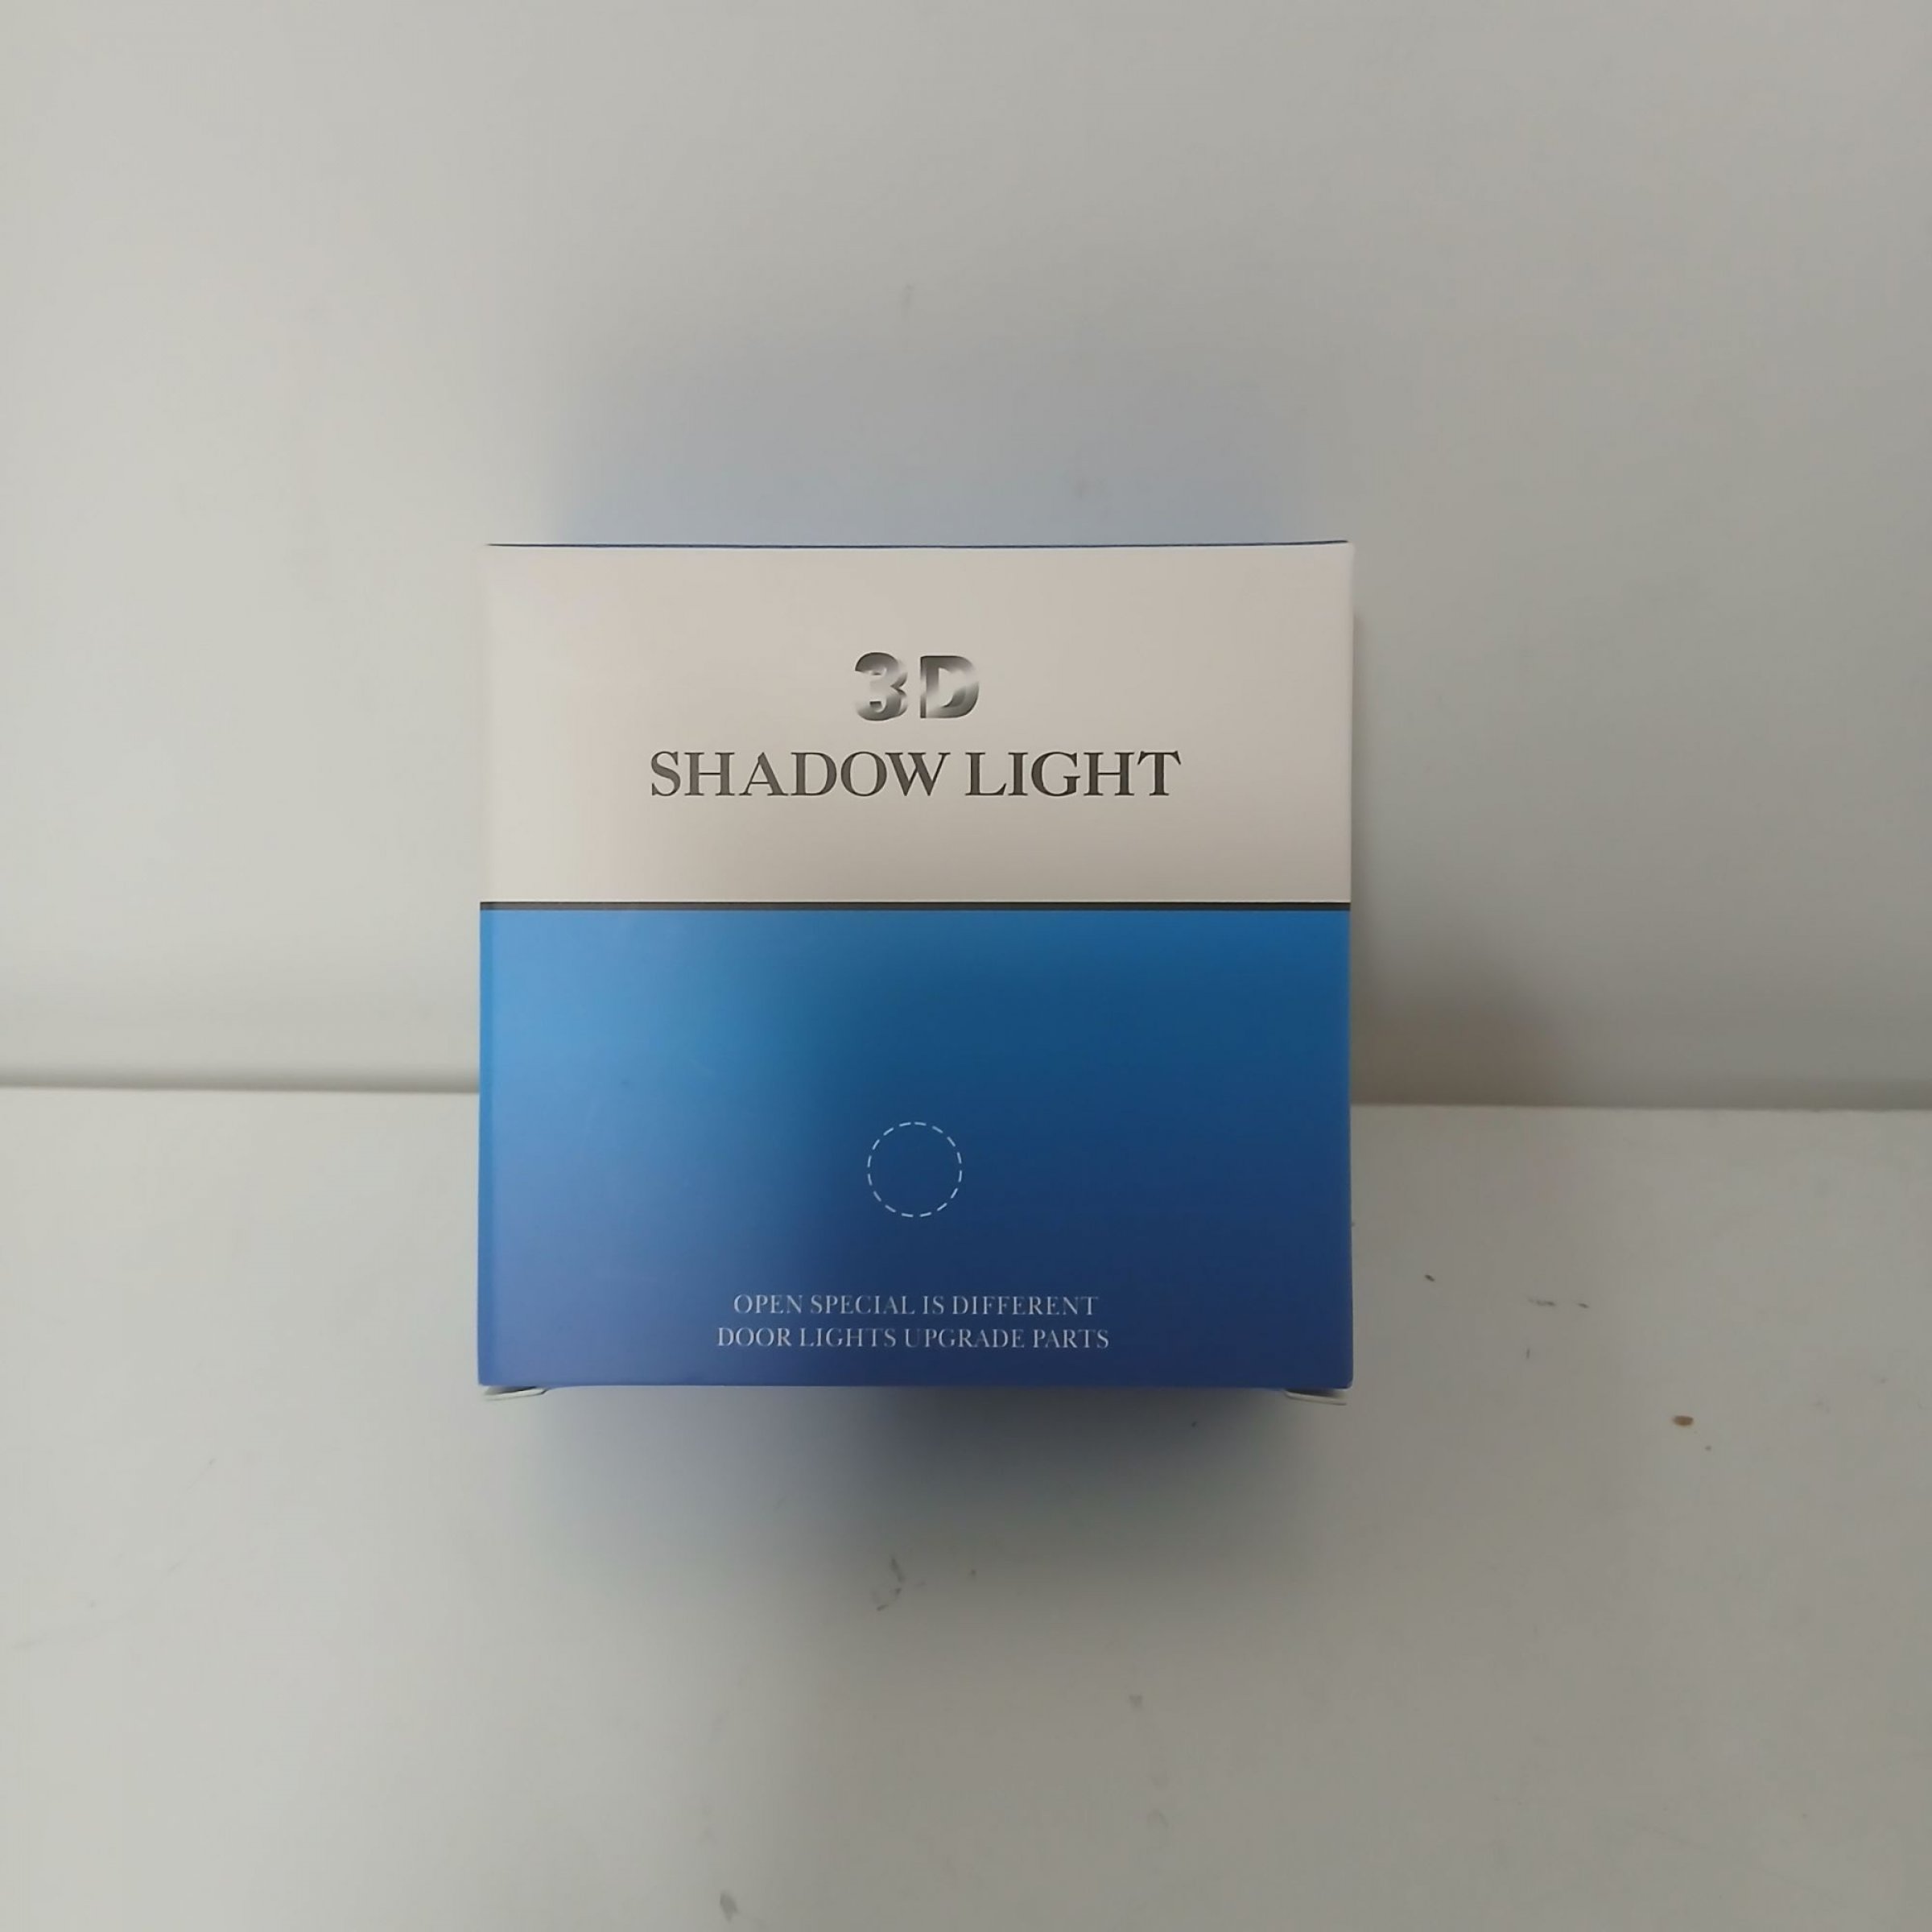 3D
SHADOW LIGHT
OPEN SPECIAL IS DIFFERENT
DOOR LIGHTS UPGRADE PARTS